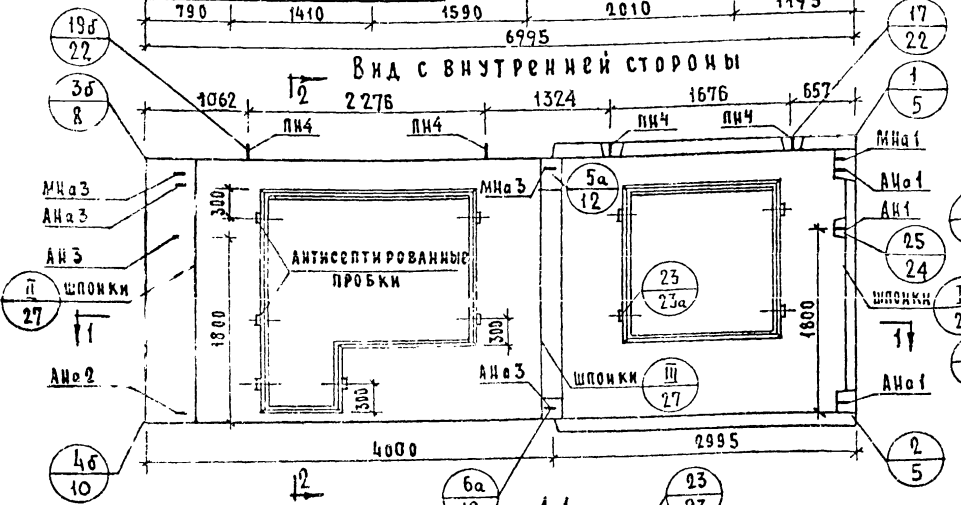 790 1410 1590 2010 1195
6995
19б
22
17
22
ВИД С ВНУТРЕННЕЙ СТОРОНЫ
2
3б
8
1062 2276 1324 1676 657
1
5
ПН4 ПН4 ПН4 ПН4
МНа3
АНа3
АН3
II
27
ШПОНКИ
1
АНа2
4б
10
300
АНТИСЕПТИРОВАННЫЕ
ПРОБКИ
1800
300
300
МНа3
5а
12
23
23а
АНа3
ШПОНКИ
III
27
МНа1
АНа1
АН1
25
24
ШПОНКИ
1800
1
АНа1
4000 2995
2
5
2
6а
23